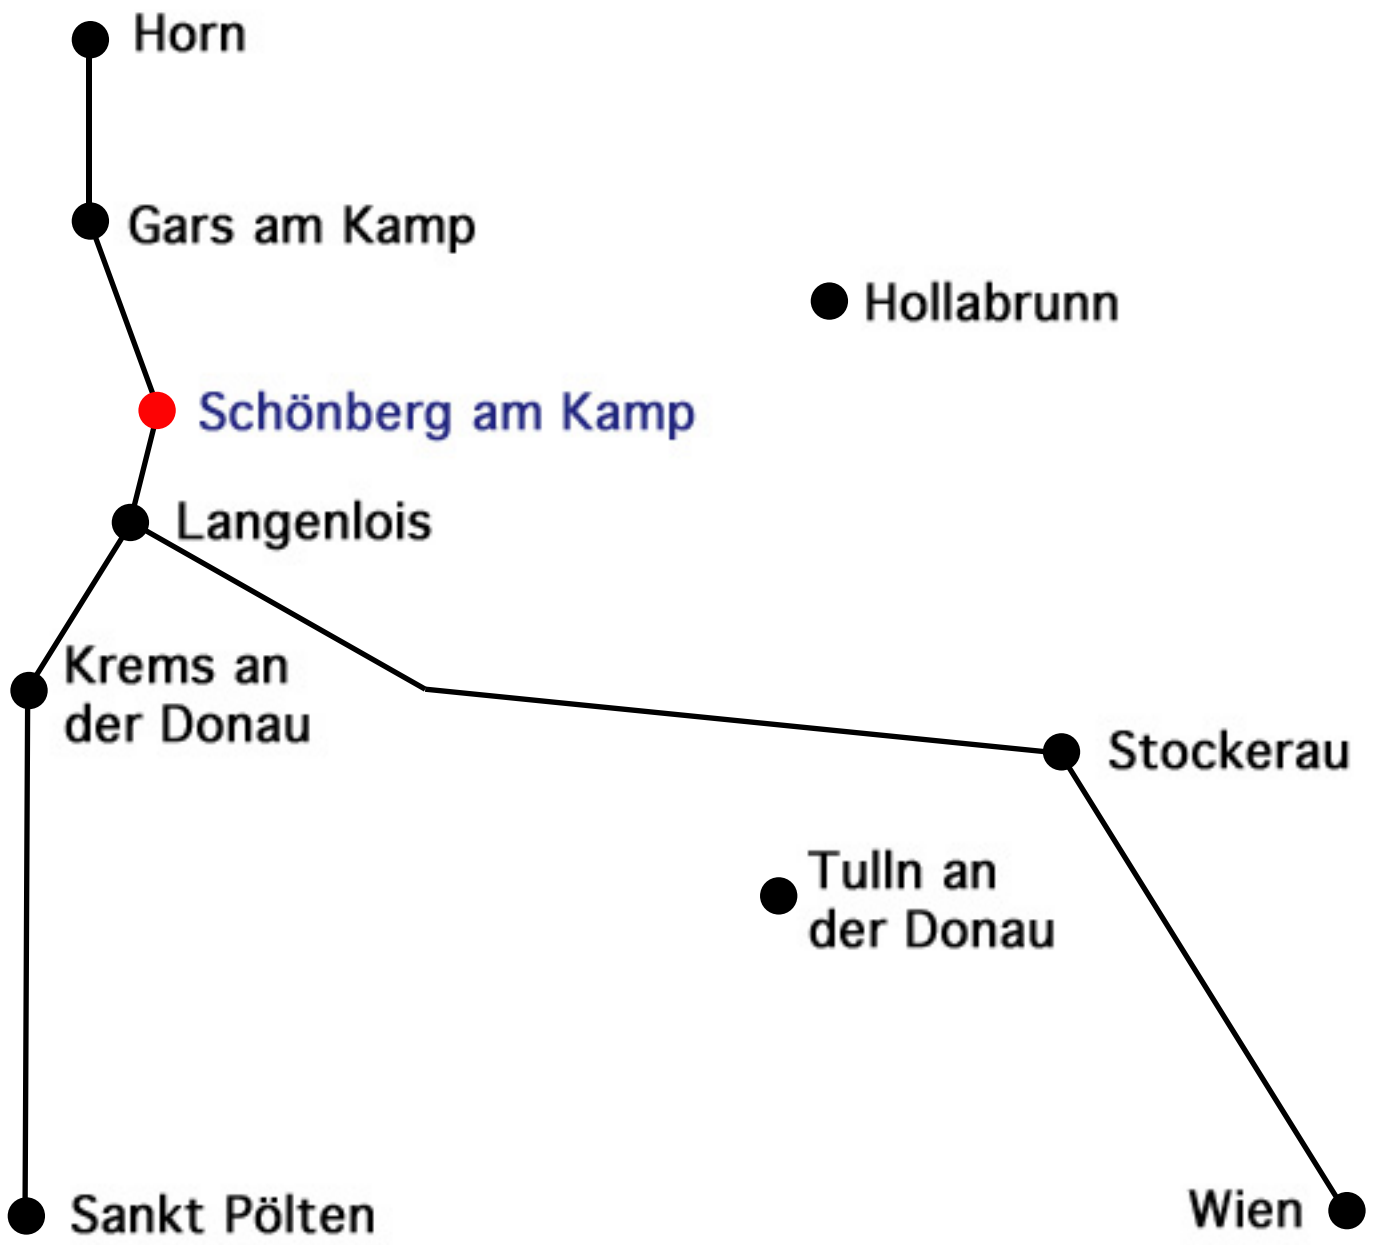 Horn
Gars am Kamp
Hollabrunn
Schönberg am Kamp
Langenlois
Krems an
der Donau
Stockerau
Tulln an
der Donau
Sankt Pölten
Wien